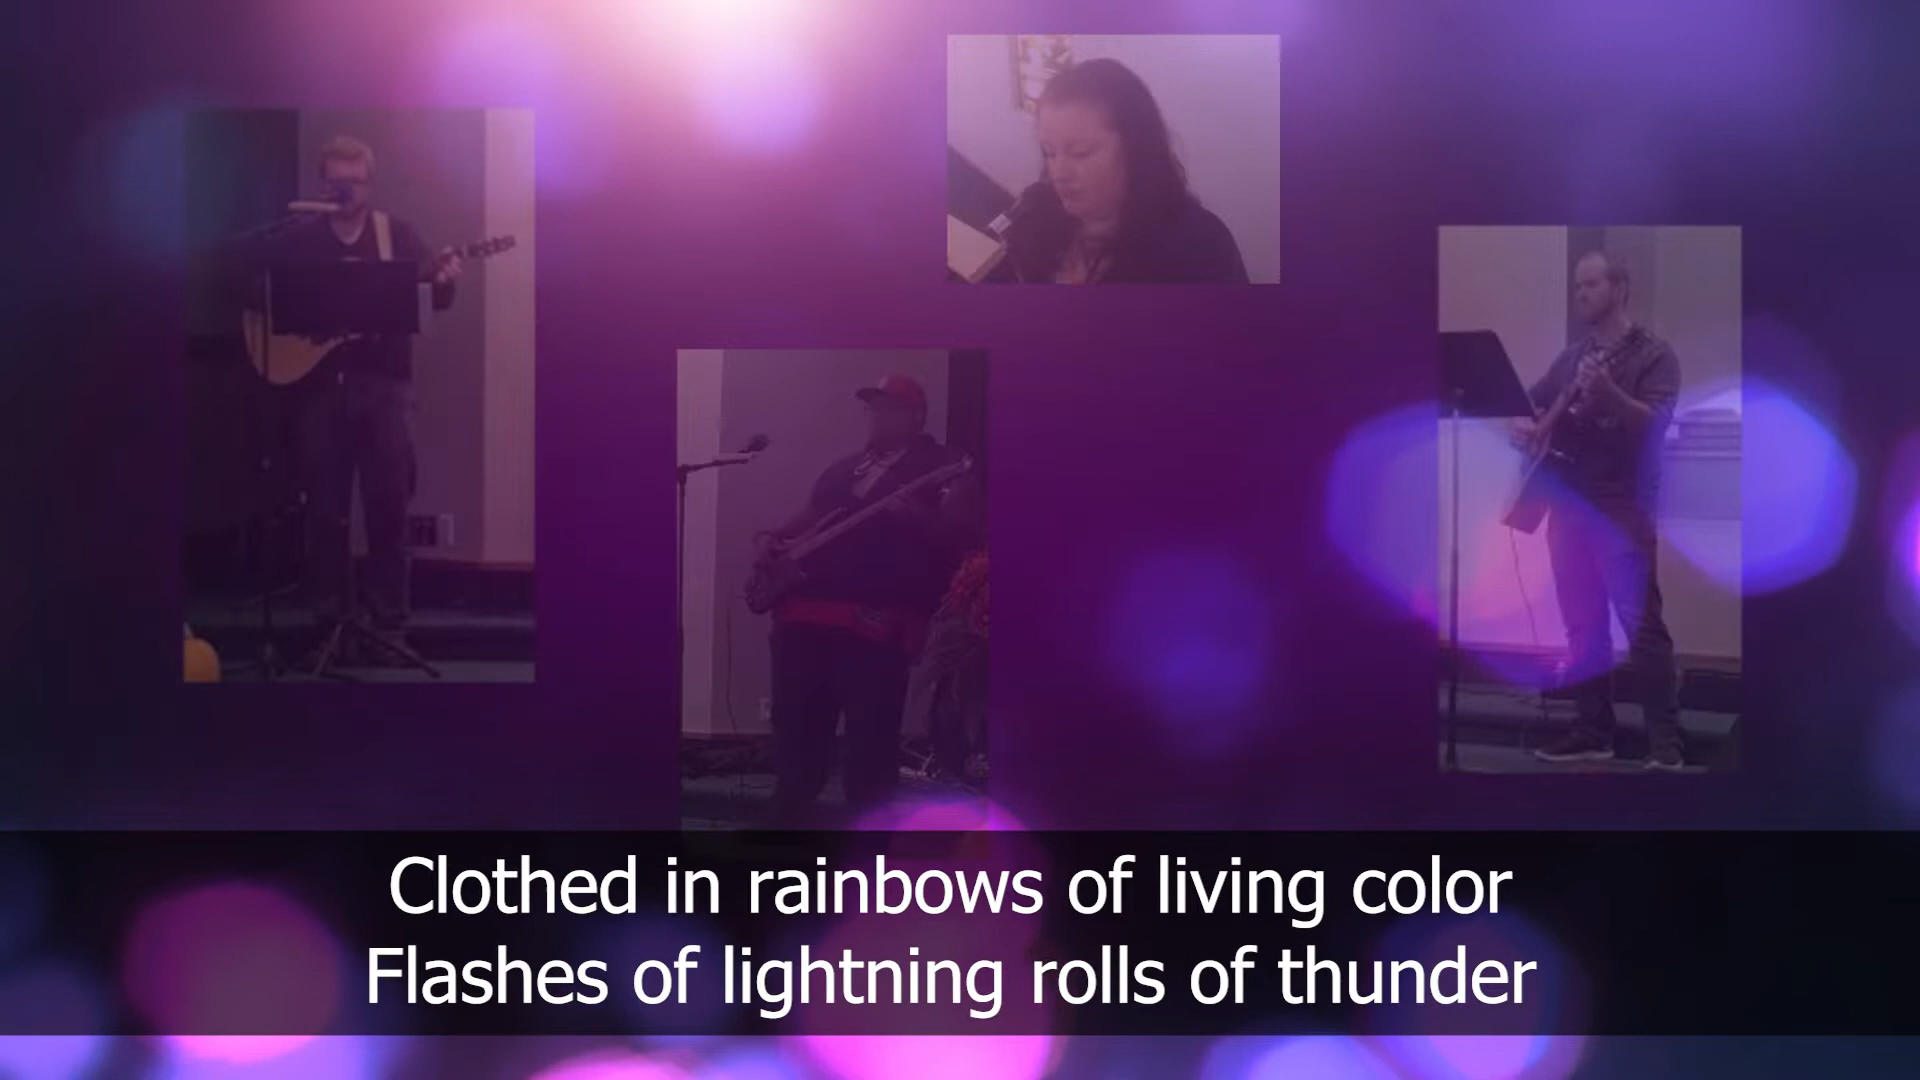 Clothed in rainbows of living color
Flashes of lightning rolls of thunder